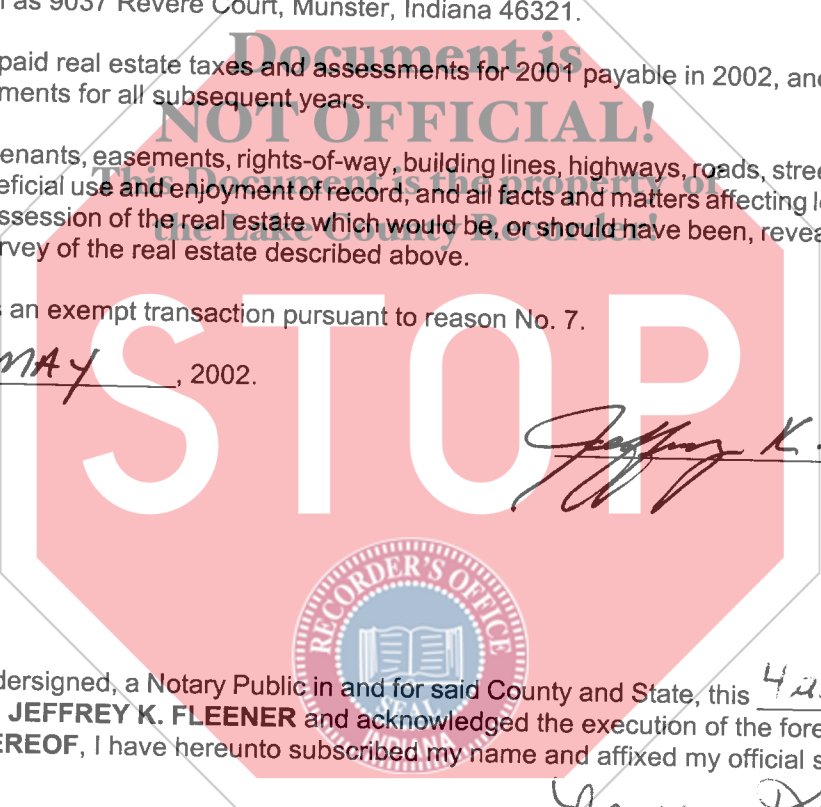 as 9037 Revere Court, Munster, Indiana 46321.
Document is
paid real estate taxes and assessments for 2001 payable in 2002, and
ments for all subsequent years.
NOT OFFICIAL!
enants, easements, rights-of-way, building lines, highways, roads, stree
This Document is the property of
eficial use and enjoyment of record, and all facts and matters affecting l
ssession of the real estate which would be, or should have been, revea
the Lake County Recorder!
rvey of the real estate described above.
s an exempt transaction pursuant to reason No. 7.
MAY, 2002.
STOP
Jeffrey K.
RECORDER'S OFFICE
dersigned, a Notary Public in and for said County and State, this 4th
SEAL
JEFFREY K. FLEENER and acknowledged the execution of the fore
INDIANA
EREOF, I have hereunto subscribed my name and affixed my official s